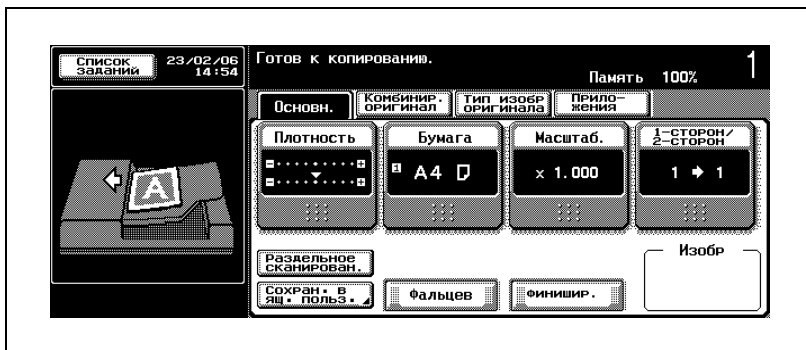 Список
заданий
23/02/06
14:54
Готов к копированию.
Память 100%
1
Основн.
Комбинир.
оригинал
Тип изобр
оригинала
Прило-
жения
Плотность
Бумага
Масштаб.
1-сторон/
2-сторон
1 A4
x 1.000
1 → 1
A
Раздельное
сканирован.
Сохран. в
ящ. польз.
Фальцев
Финишир.
Изобр